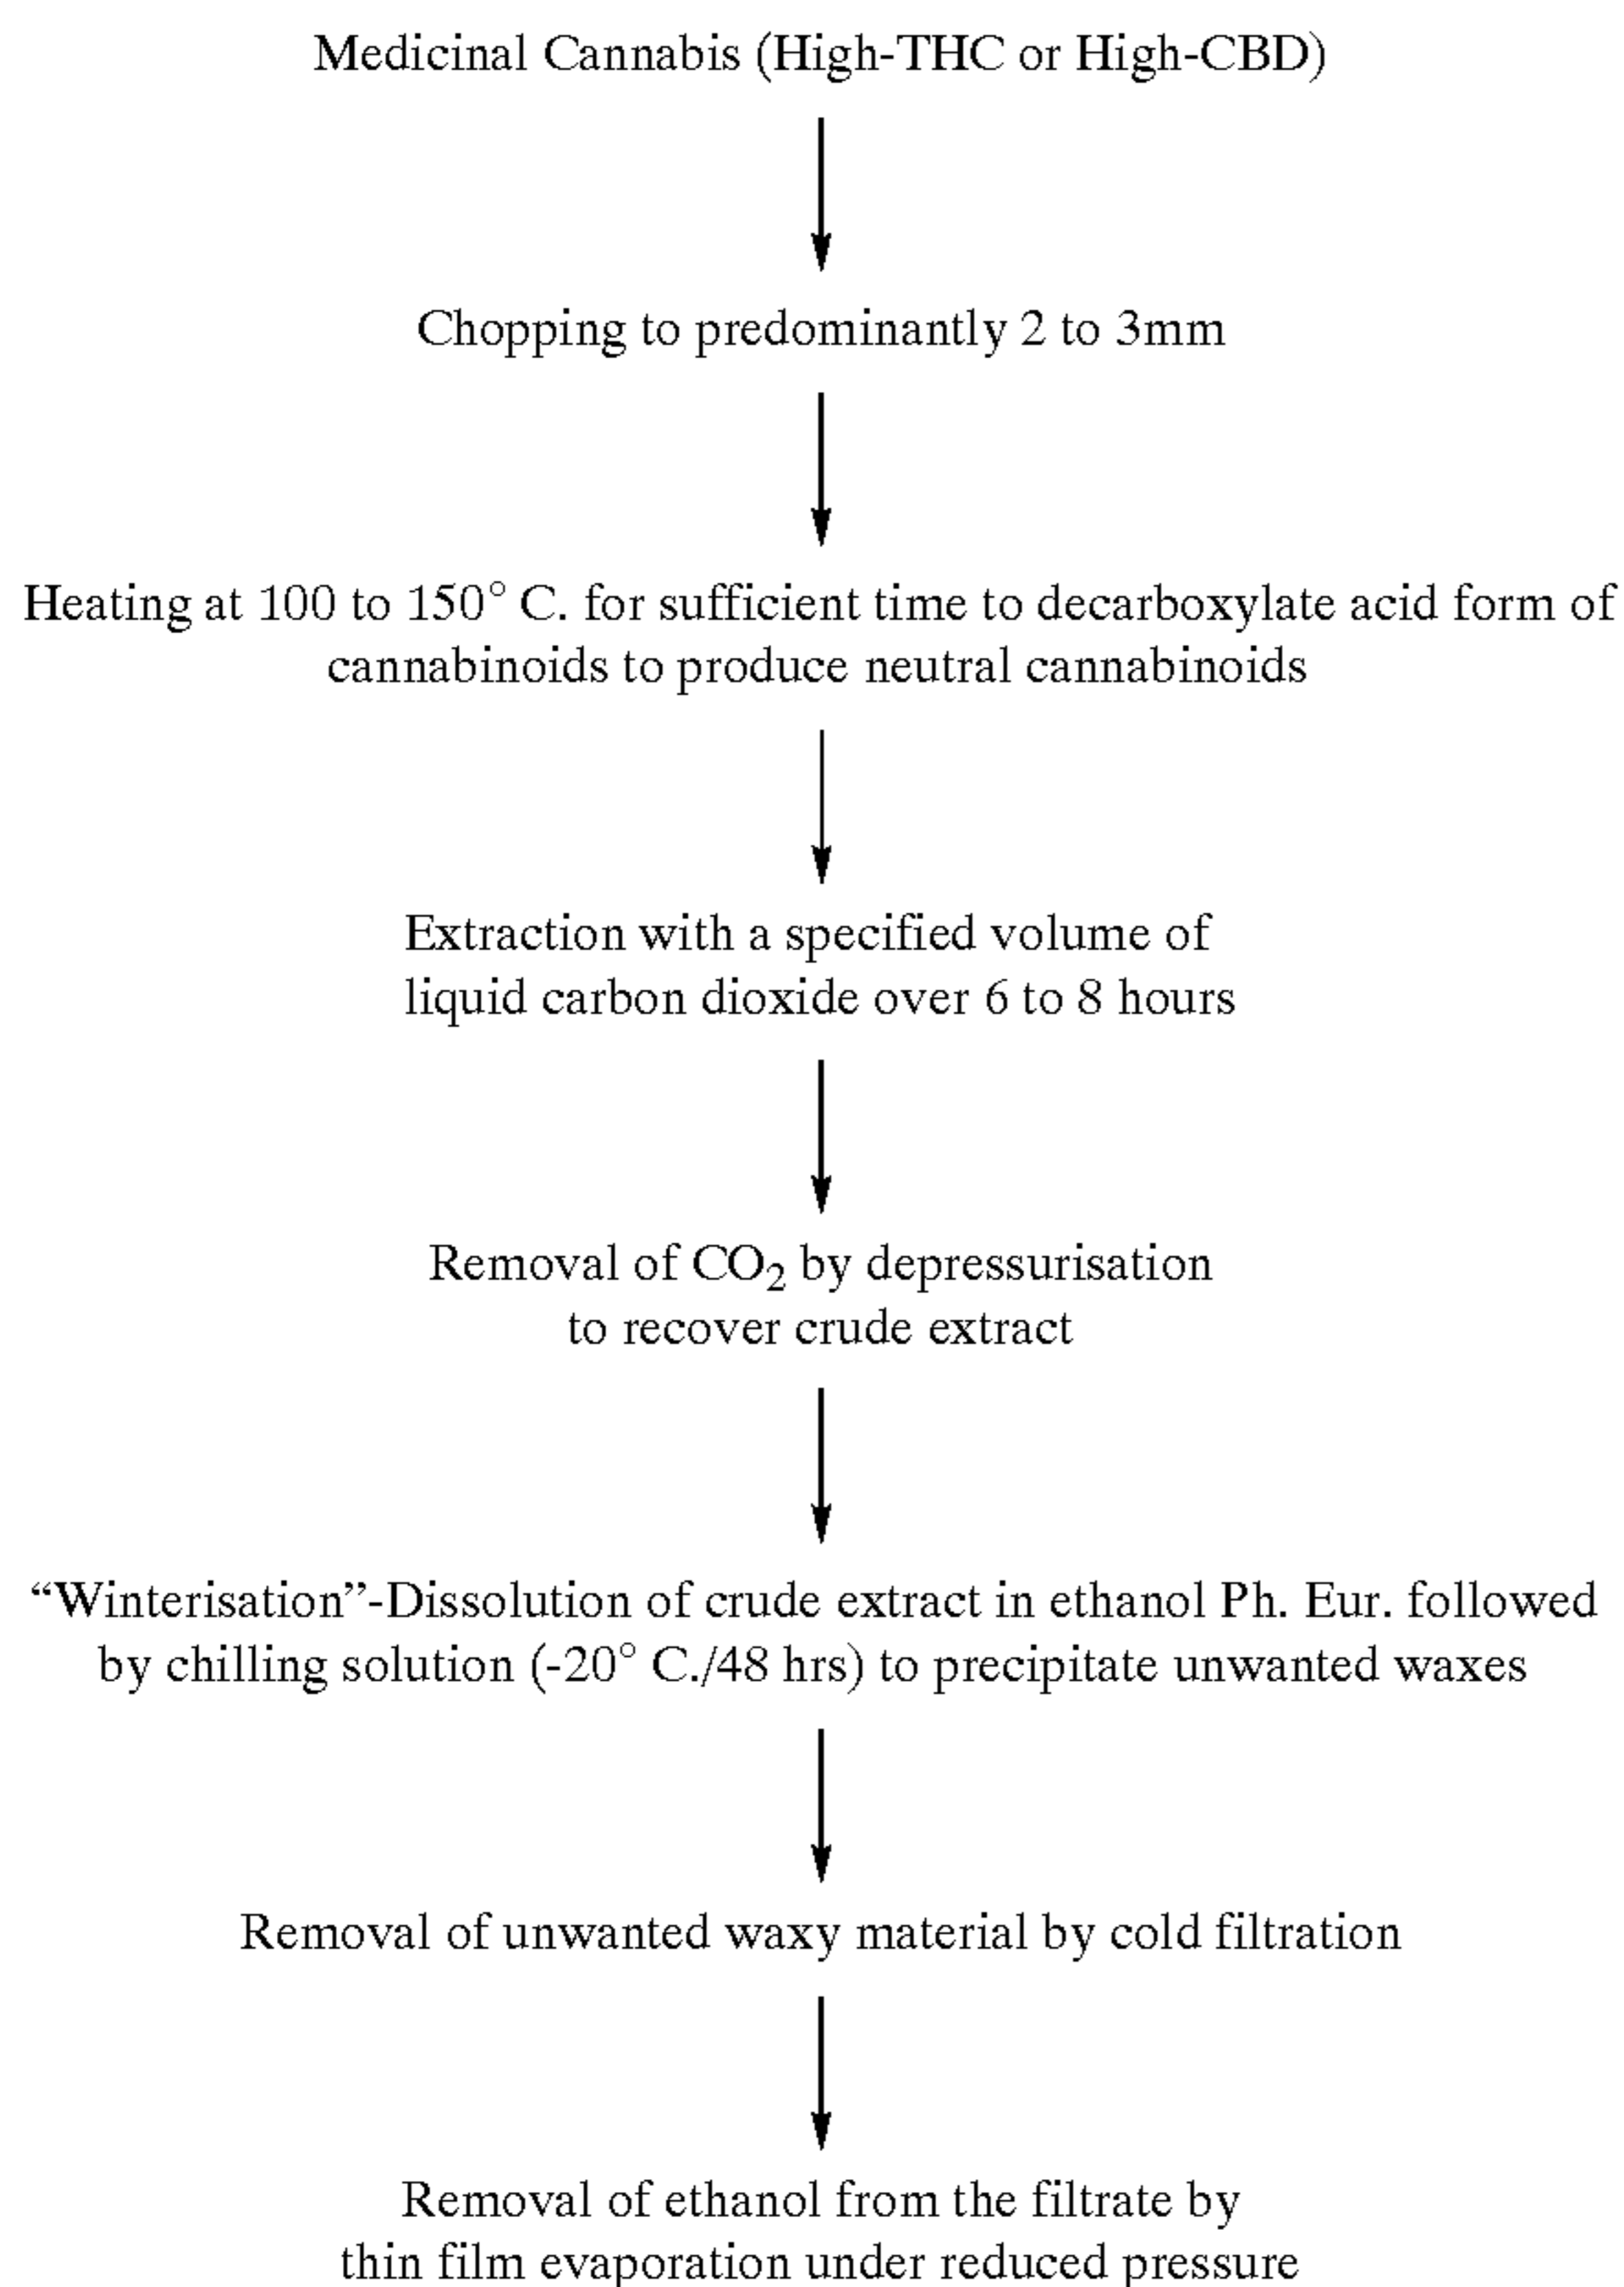 Medicinal Cannabis (High-THC or High-CBD)
Chopping to predominantly 2 to 3mm
Heating at 100 to 150° C. for sufficient time to decarboxylate acid form of
cannabinoids to produce neutral cannabinoids
Extraction with a specified volume of
liquid carbon dioxide over 6 to 8 hours
Removal of CO₂ by depressurisation
to recover crude extract
“Winterisation”-Dissolution of crude extract in ethanol Ph. Eur. followed
by chilling solution (-20° C./48 hrs) to precipitate unwanted waxes
Removal of unwanted waxy material by cold filtration
Removal of ethanol from the filtrate by
thin film evaporation under reduced pressure